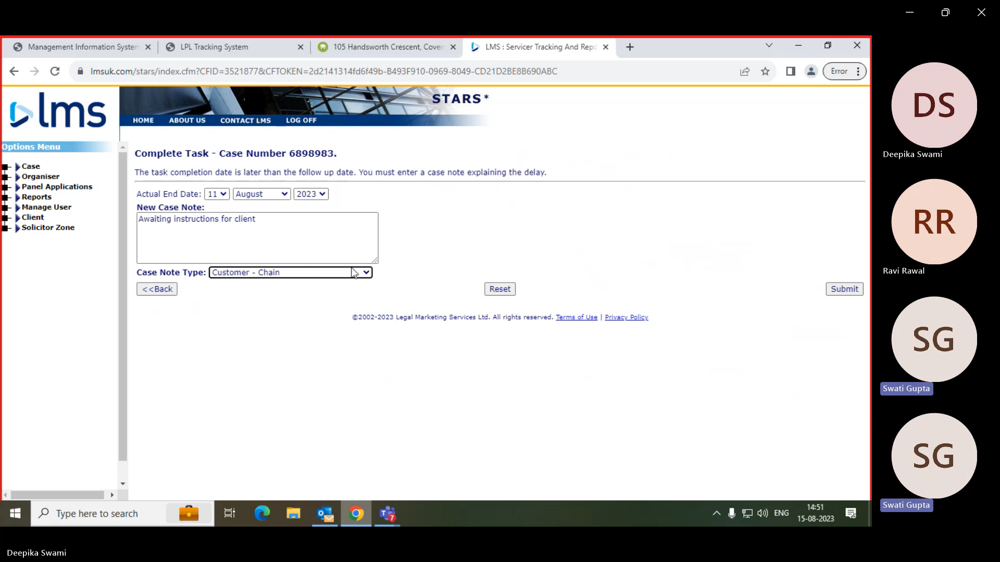 Management Information System
LPL Tracking System
105 Handsworth Crescent, Coven
LMS : Servicer Tracking And Repo
lmsuk.com/stars/index.cfm?CFID=3521877&CFTOKEN=2d2141314fd6f49b-B493F910-0969-8049-CD21D2BE8B690ABC
Error
lms
STARS*
HOME ABOUT US CONTACT LMS LOG OFF
Options Menu
Case
Organiser
Panel Applications
Reports
Manage User
Client
Solicitor Zone
Complete Task - Case Number 6898983.
The task completion date is later than the follow up date. You must enter a case note explaining the delay.
Actual End Date: 11 August 2023
New Case Note:
Awaiting instructions for client
Case Note Type: Customer - Chain
<<Back Reset Submit
©2002-2023 Legal Marketing Services Ltd. All rights reserved. Terms of Use | Privacy Policy
DS
Deepika Swami
RR
Ravi Rawal
SG
Swati Gupta
SG
Swati Gupta
Type here to search
T 7
ENG
14:51
15-08-2023
Deepika Swami